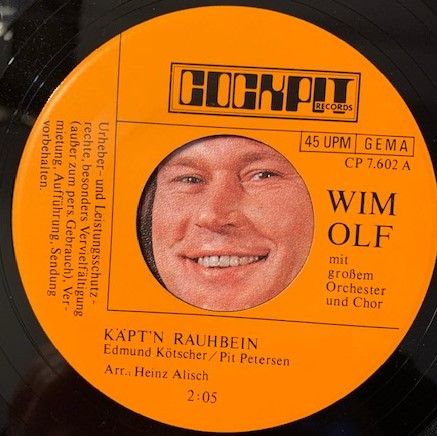 COCKPIT
RECORDS
45 UPM GEMA
CP 7.602 A
WIM
OLF
mit
großem
Orchester
und Chor
Urheber- und Leistungsschutz-
rechte, besonders Vervielfältigung
(außer zum pers. Gebrauch), Ver-
mietung, Aufführung, Sendung
vorbehalten.
KÄPT'N RAUHBEIN
Edmund Kötscher/Pit Petersen
Arr.: Heinz Alisch
2:05